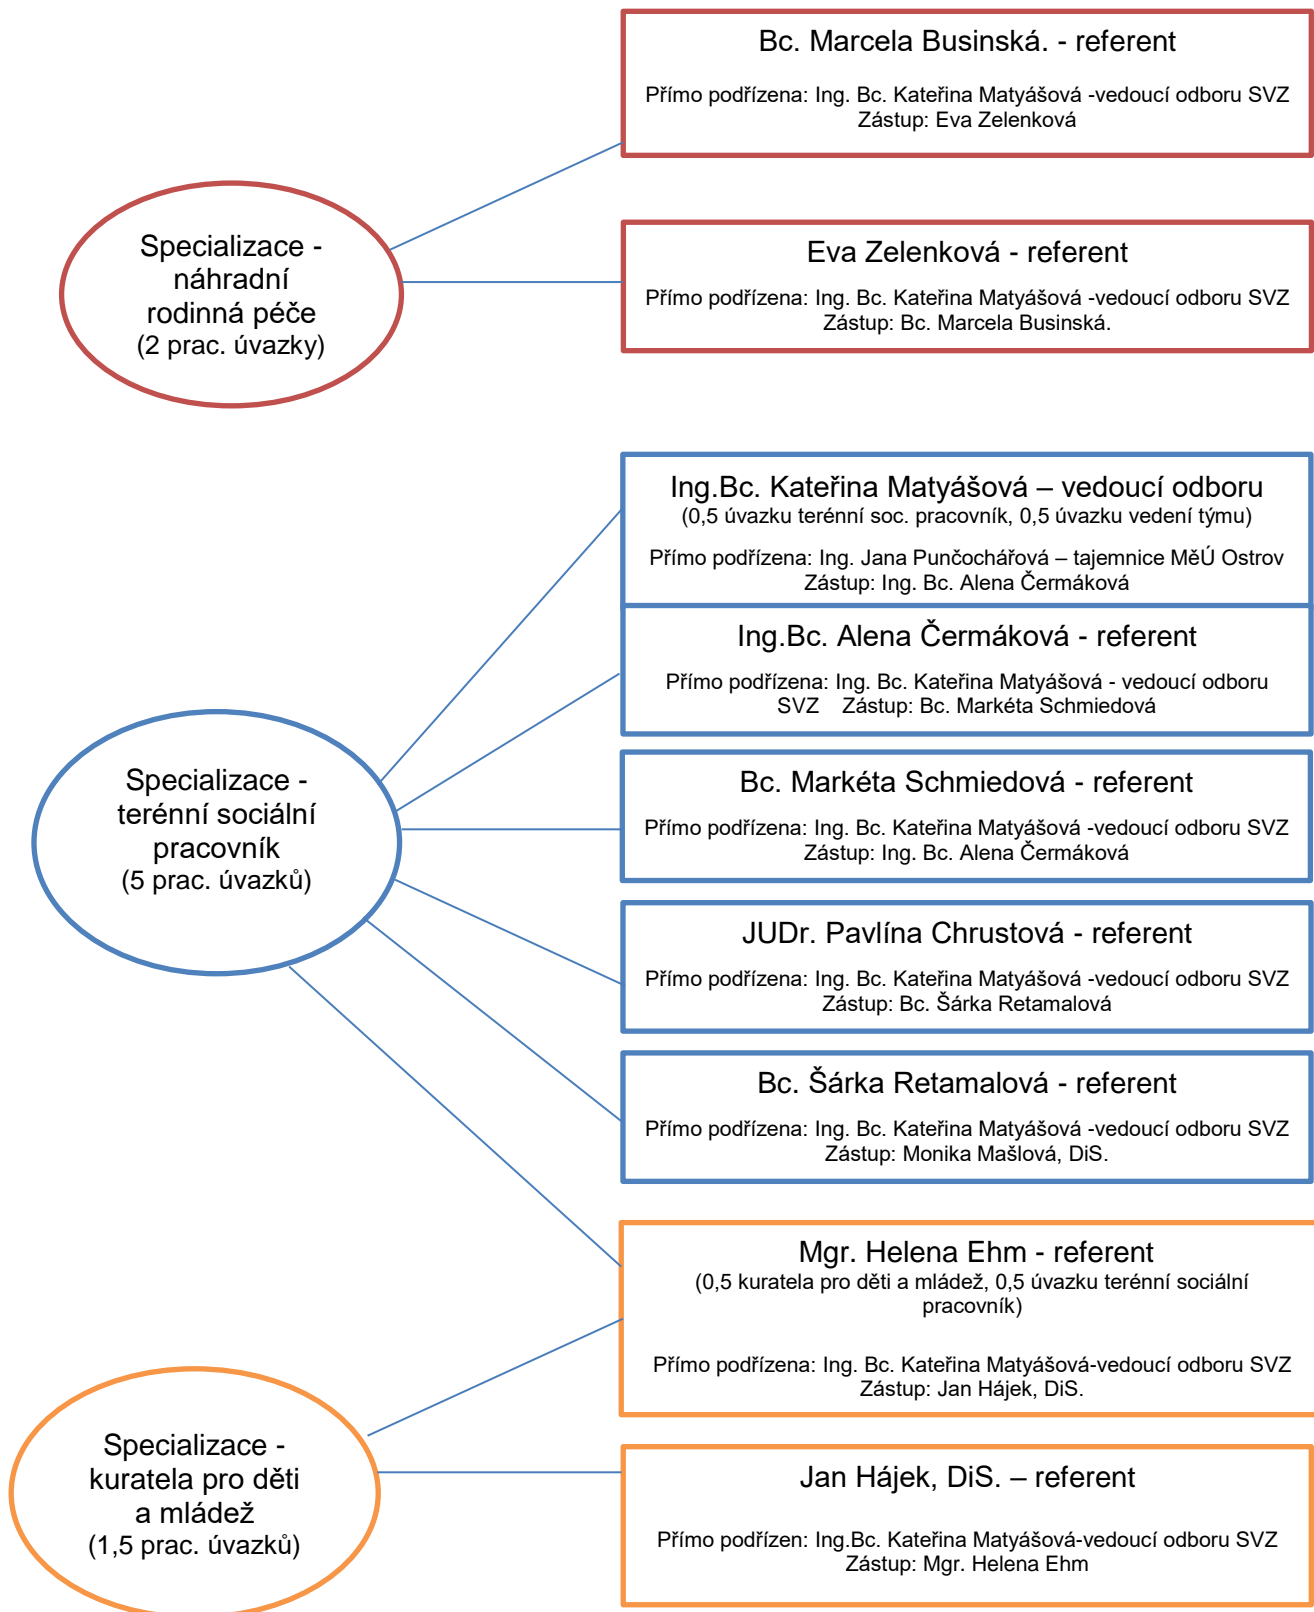 Bc. Marcela Businská. - referent
Přímo podřízena: Ing. Bc. Kateřina Matyášová -vedoucí odboru SVZ
Zástup: Eva Zelenková
Specializace -
náhradní
rodinná péče
(2 prac. úvazky)
Eva Zelenková - referent
Přímo podřízena: Ing. Bc. Kateřina Matyášová -vedoucí odboru SVZ
Zástup: Bc. Marcela Businská.
Ing.Bc. Kateřina Matyášová – vedoucí odboru
(0,5 úvazku terénní soc. pracovník, 0,5 úvazku vedení týmu)
Přímo podřízena: Ing. Jana Punčochářová – tajemnice MěÚ Ostrov
Zástup: Ing. Bc. Alena Čermáková
Ing.Bc. Alena Čermáková - referent
Přímo podřízena: Ing. Bc. Kateřina Matyášová - vedoucí odboru
SVZ    Zástup: Bc. Markéta Schmiedová
Specializace -
terénní sociální
pracovník
(5 prac. úvazků)
Bc. Markéta Schmiedová - referent
Přímo podřízena: Ing. Bc. Kateřina Matyášová -vedoucí odboru SVZ
Zástup: Ing. Bc. Alena Čermáková
JUDr. Pavlína Chrustová - referent
Přímo podřízena: Ing. Bc. Kateřina Matyášová -vedoucí odboru SVZ
Zástup: Bc. Šárka Retamalová
Bc. Šárka Retamalová - referent
Přímo podřízena: Ing. Bc. Kateřina Matyášová -vedoucí odboru SVZ
Zástup: Monika Mašlová, DiS.
Mgr. Helena Ehm - referent
(0,5 kuratela pro děti a mládež, 0,5 úvazku terénní sociální
pracovník)
Přímo podřízena: Ing. Bc. Kateřina Matyášová-vedoucí odboru SVZ
Zástup: Jan Hájek, DiS.
Specializace -
kuratela pro děti
a mládež
(1,5 prac. úvazků)
Jan Hájek, DiS. – referent
Přímo podřízen: Ing.Bc. Kateřina Matyášová-vedoucí odboru SVZ
Zástup: Mgr. Helena Ehm